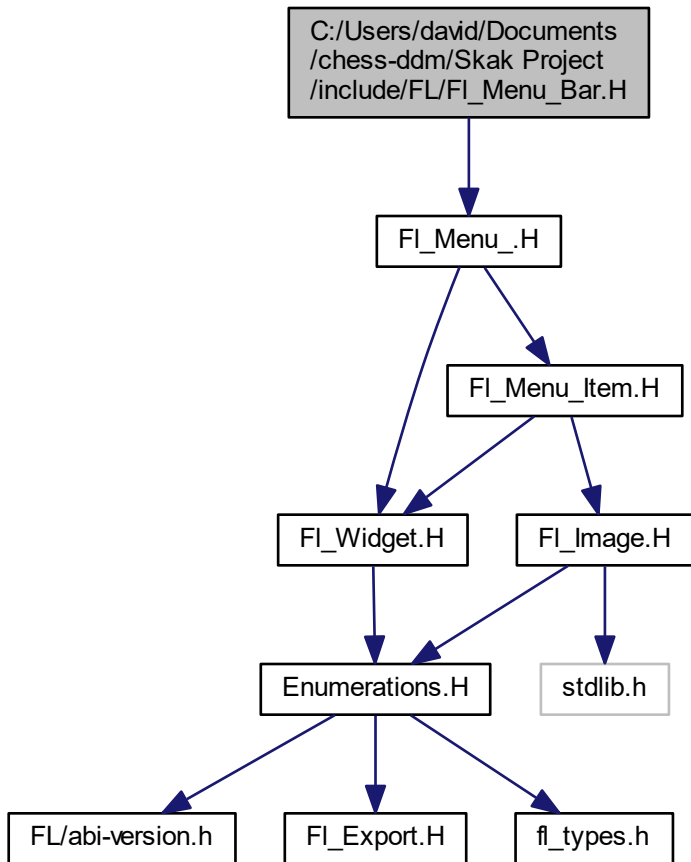 C:/Users/david/Documents
/chess-ddm/Skak Project
/include/FL/Fl_Menu_Bar.H
Fl_Menu_.H
Fl_Menu_Item.H
Fl_Widget.H
Fl_Image.H
Enumerations.H
stdlib.h
FL/abi-version.h
Fl_Export.H
fl_types.h